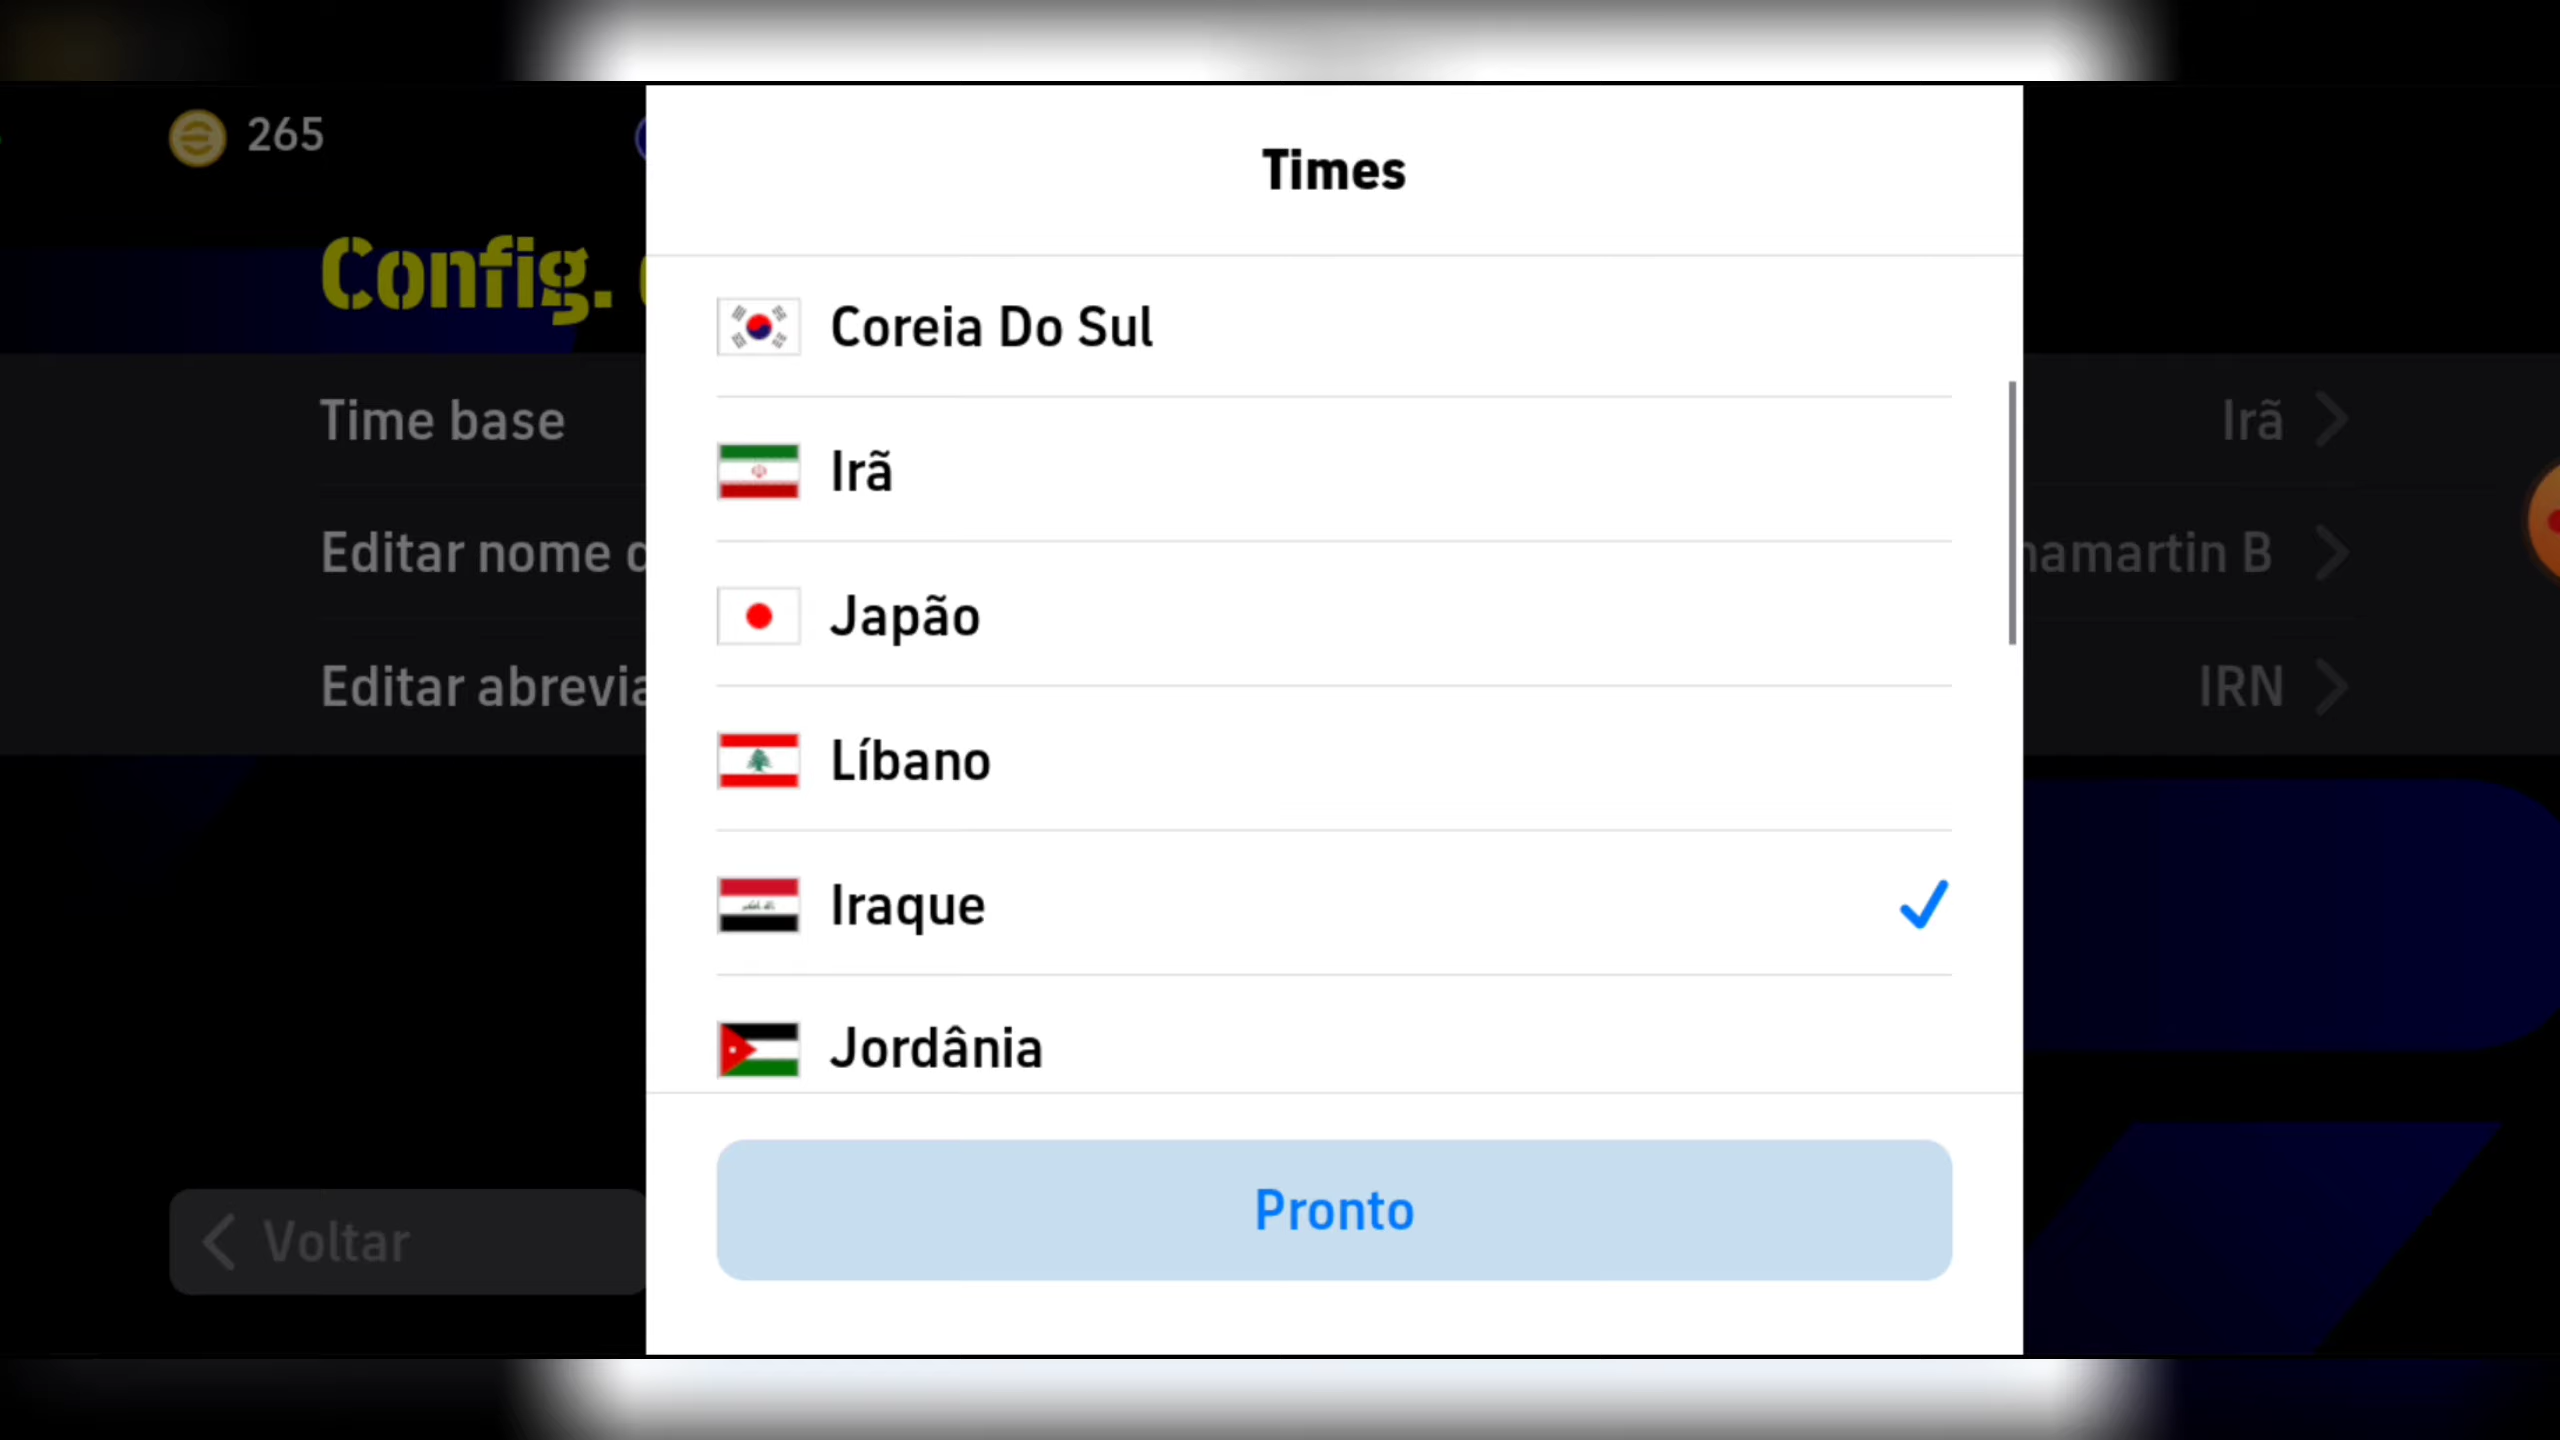 265
Times
Config.
Coreia Do Sul
Time base
Irã
Irã
Editar nome
Japão
namartin B
Editar abrevia
Líbano
IRN
Iraque
Jordânia
Pronto
Voltar